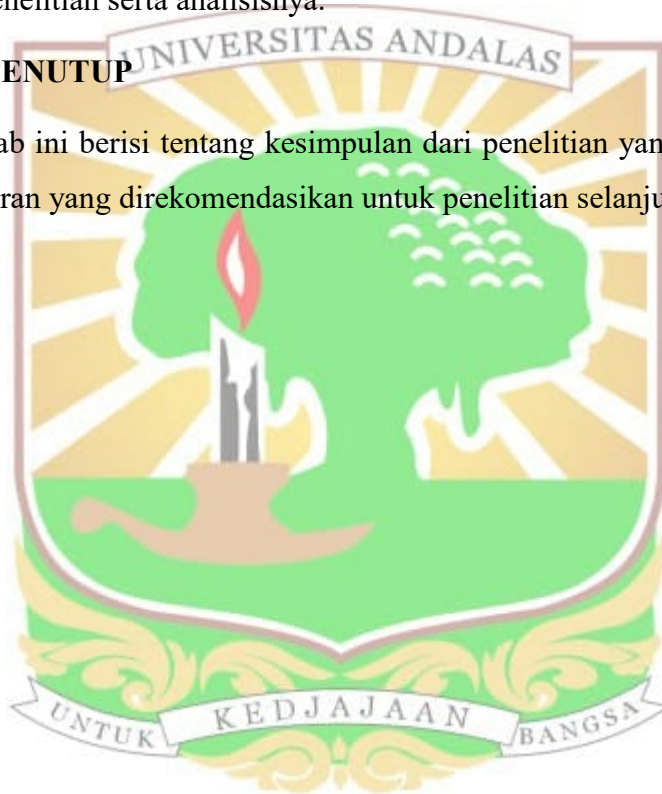 enelitian serta analisisnya.
UNIVERSITAS ANDALAS
ENUTUP
ab ini berisi tentang kesimpulan dari penelitian yan
ran yang direkomendasikan untuk penelitian selanju
UNTUK KEDJAJAAN BANGSA